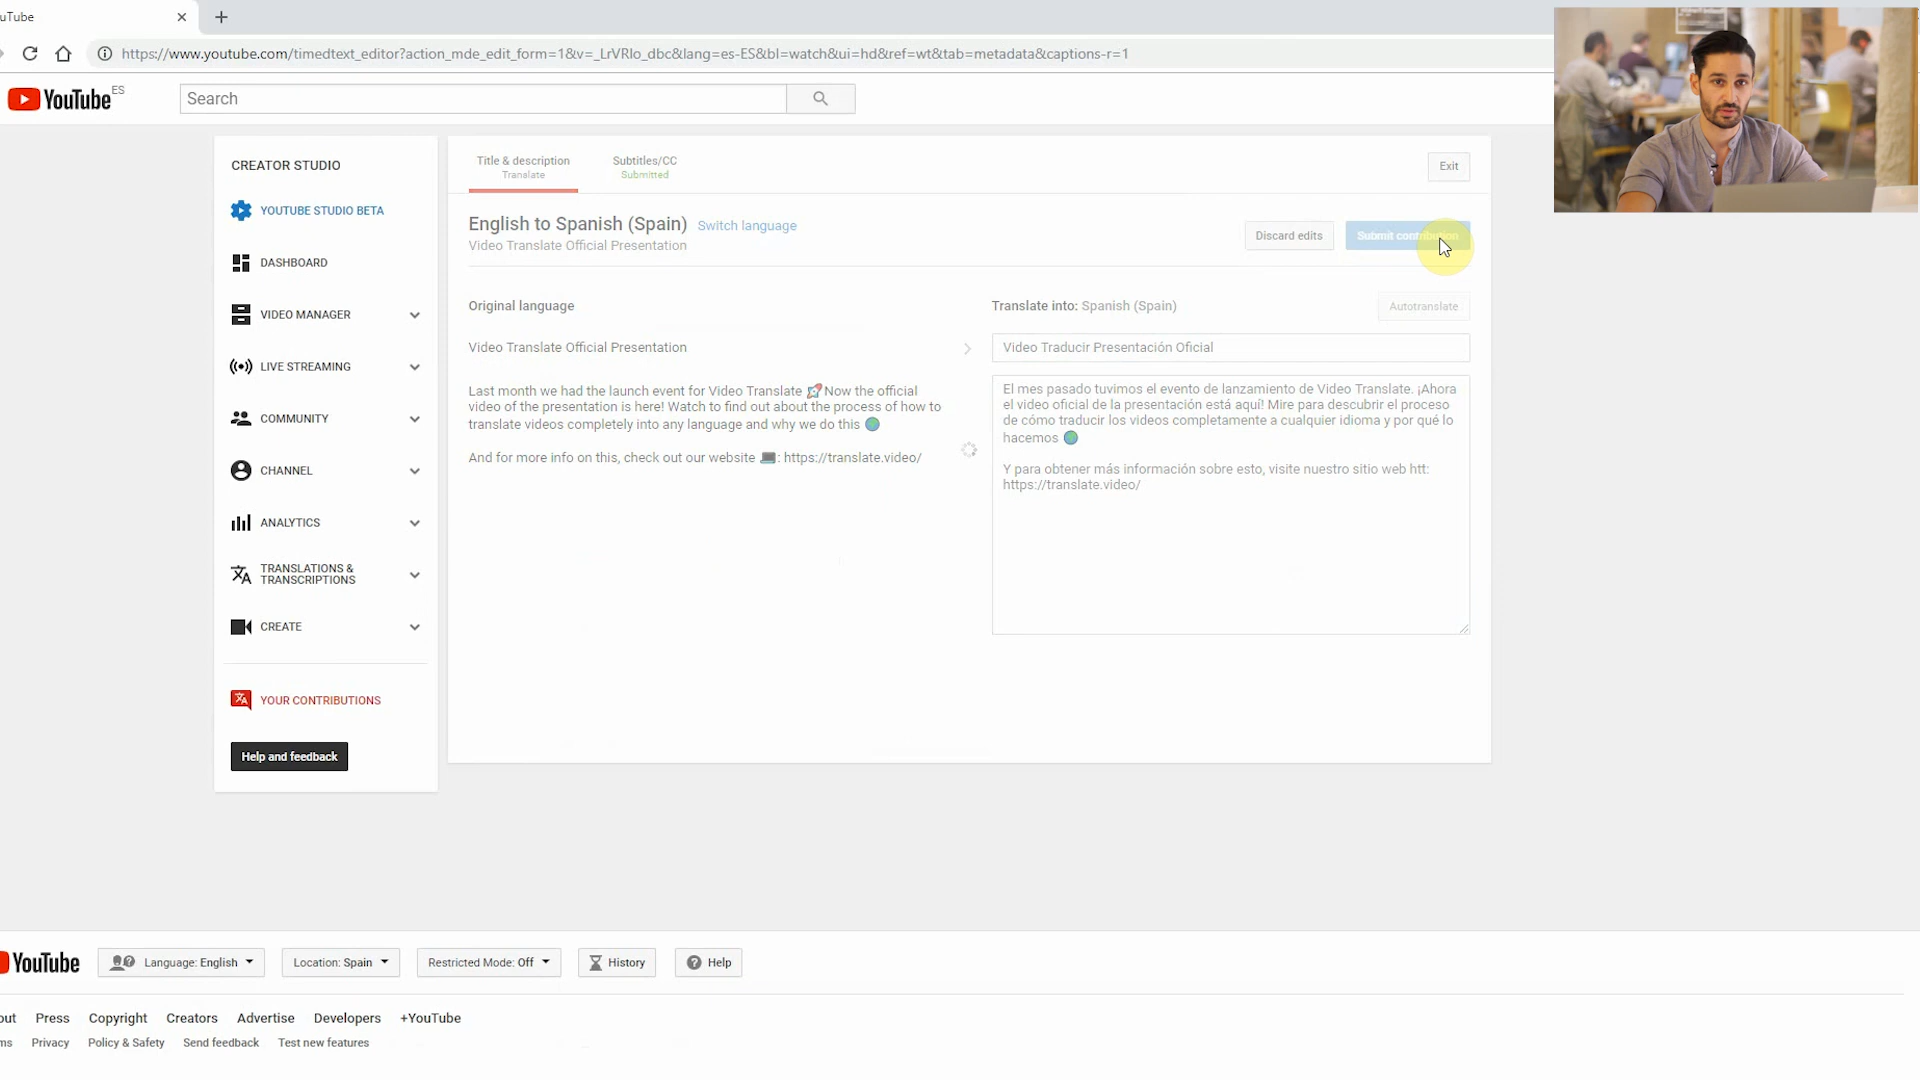 uTube
https://www.youtube.com/timedtext_editor?action_mde_edit_form=1&v=_LrVRIo_dbc&lang=es-ES&bl=watch&ui=hd&ref=wt&tab=metadata&captions-r=1
YouTube ES
Search
CREATOR STUDIO
YOUTUBE STUDIO BETA
DASHBOARD
VIDEO MANAGER
LIVE STREAMING
COMMUNITY
CHANNEL
ANALYTICS
TRANSLATIONS &
TRANSCRIPTIONS
CREATE
YOUR CONTRIBUTIONS
Help and feedback
Title & description
Translate
Subtitles/CC
Submitted
Exit
English to Spanish (Spain) Switch language
Video Translate Official Presentation
Discard edits
Submit contribution
Original language
Video Translate Official Presentation
Last month we had the launch event for Video Translate 🚀Now the official
video of the presentation is here! Watch to find out about the process of how to
translate videos completely into any language and why we do this 🌍
And for more info on this, check out our website 💻: https://translate.video/
Translate into: Spanish (Spain)
Autotranslate
Video Traducir Presentación Oficial
El mes pasado tuvimos el evento de lanzamiento de Video Translate. ¡Ahora
el video oficial de la presentación está aquí! Mire para descubrir el proceso
de cómo traducir los videos completamente a cualquier idioma y por qué lo
hacemos 🌍
Y para obtener más información sobre esto, visite nuestro sitio web htt:
https://translate.video/
YouTube
Language: English
Location: Spain
Restricted Mode: Off
History
Help
out Press Copyright Creators Advertise Developers +YouTube
ms Privacy Policy & Safety Send feedback Test new features